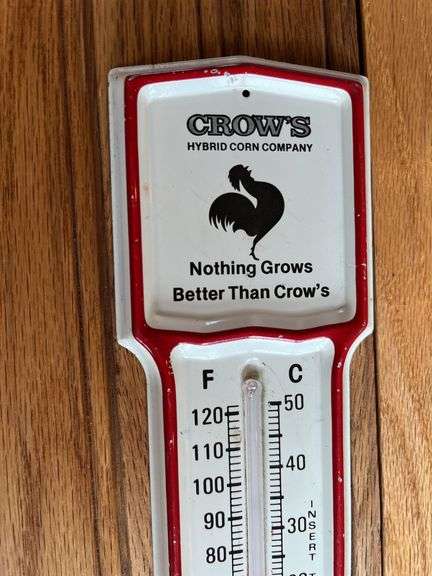 CROW'S
HYBRID CORN COMPANY
Nothing Grows
Better Than Crow's
F C
120 50
110
100 40
90 30
80
INSERT